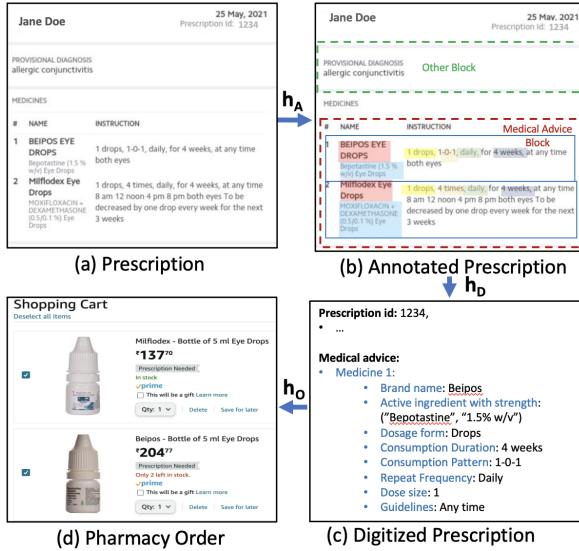 Jane Doe
25 May, 2021
Prescription Id: 1234
PROVISIONAL DIAGNOSIS
allergic conjunctivitis
MEDICINES
# NAME INSTRUCTION
1 BEIPOS EYE DROPS
Bepotastine (1.5 % w/v) Eye Drops
1 drops, 1-0-1, daily, for 4 weeks, at any time
both eyes
2 Milflodex Eye Drops
MOXIFLOXACIN +
DEXAMETHASONE
(0.5/0.1 %) Eye
Drops
1 drops, 4 times, daily, for 4 weeks, at any time
8 am 12 noon 4 pm 8 pm both eyes To be
decreased by one drop every week for the next
3 weeks
(a) Prescription
hA
Jane Doe
25 May, 2021
Prescription Id: 1234
PROVISIONAL DIAGNOSIS
allergic conjunctivitis
Other Block
MEDICINES
# NAME INSTRUCTION
Medical Advice
Block
1 BEIPOS EYE
DROPS
Bepotastine (1.5 %
w/v) Eye Drops
1 drops, 1-0-1, daily, for 4 weeks, at any time
both eyes
2 Milflodex Eye
Drops
MOXIFLOXACIN +
DEXAMETHASONE
(0.5/0.1 %) Eye
Drops
1 drops, 4 times, daily, for 4 weeks, at any time
8 am 12 noon 4 pm 8 pm both eyes To be
decreased by one drop every week for the next
3 weeks
(b) Annotated Prescription
hD
Prescription id: 1234,
• ...
Medical advice:
• Medicine 1:
• Brand name: Beipos
• Active ingredient with strength:
("Bepotastine", "1.5% w/v")
• Dosage form: Drops
• Consumption Duration: 4 weeks
• Consumption Pattern: 1-0-1
• Repeat Frequency: Daily
• Dose size: 1
• Guidelines: Any time
(c) Digitized Prescription
hO
Shopping Cart
Deselect all items
Milflodex - Bottle of 5 ml Eye Drops
₹13770
Prescription Needed
In stock
prime
This will be a gift Learn more
Qty: 1 Delete Save for later
Beipos - Bottle of 5 ml Eye Drops
₹20477
Prescription Needed
Only 2 left in stock.
prime
This will be a gift Learn more
Qty: 1 Delete Save for later
(d) Pharmacy Order